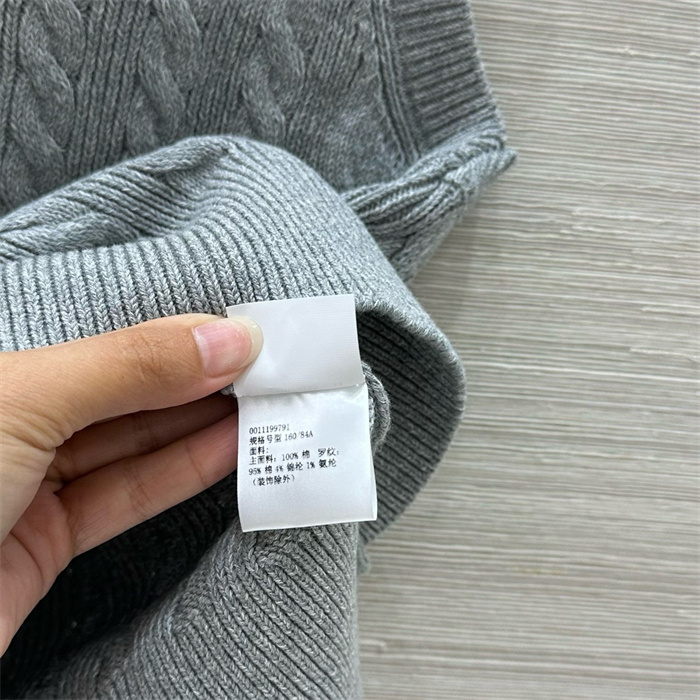 0011199791
规格号型 160/84A
面料:
主面料: 100% 棉 罗纹:
95% 棉 4% 锦纶 1% 氨纶
(装饰除外)